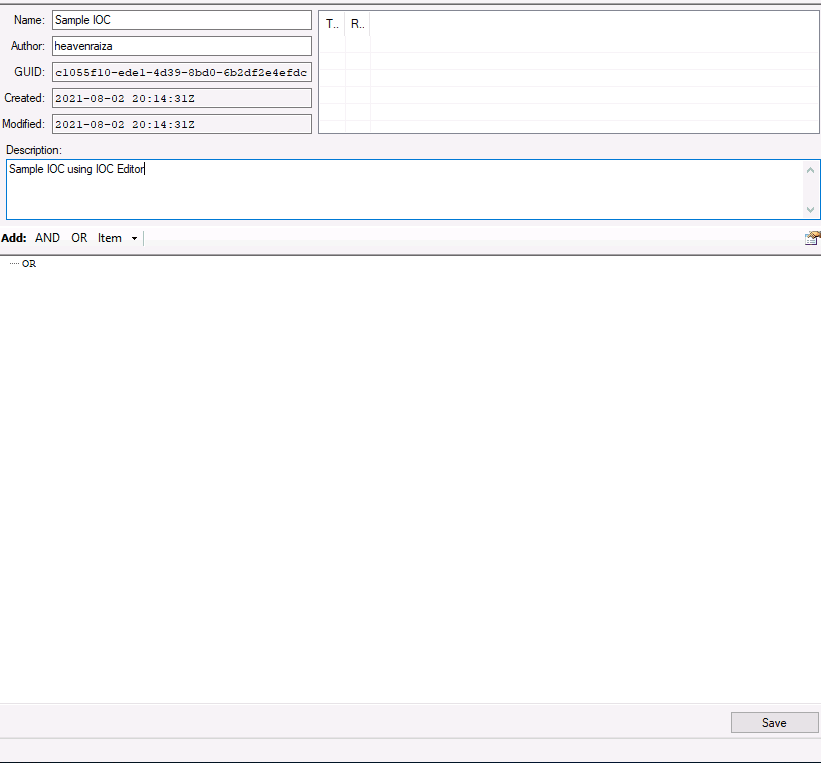 Name: Sample IOC
T.. R..
Author: heavenraiza
GUID: c1055f10-ede1-4d39-8bd0-6b2df2e4efdc
Created: 2021-08-02 20:14:31Z
Modified: 2021-08-02 20:14:31Z
Description:
Sample IOC using IOC Editor
Add: AND OR Item
OR
Save